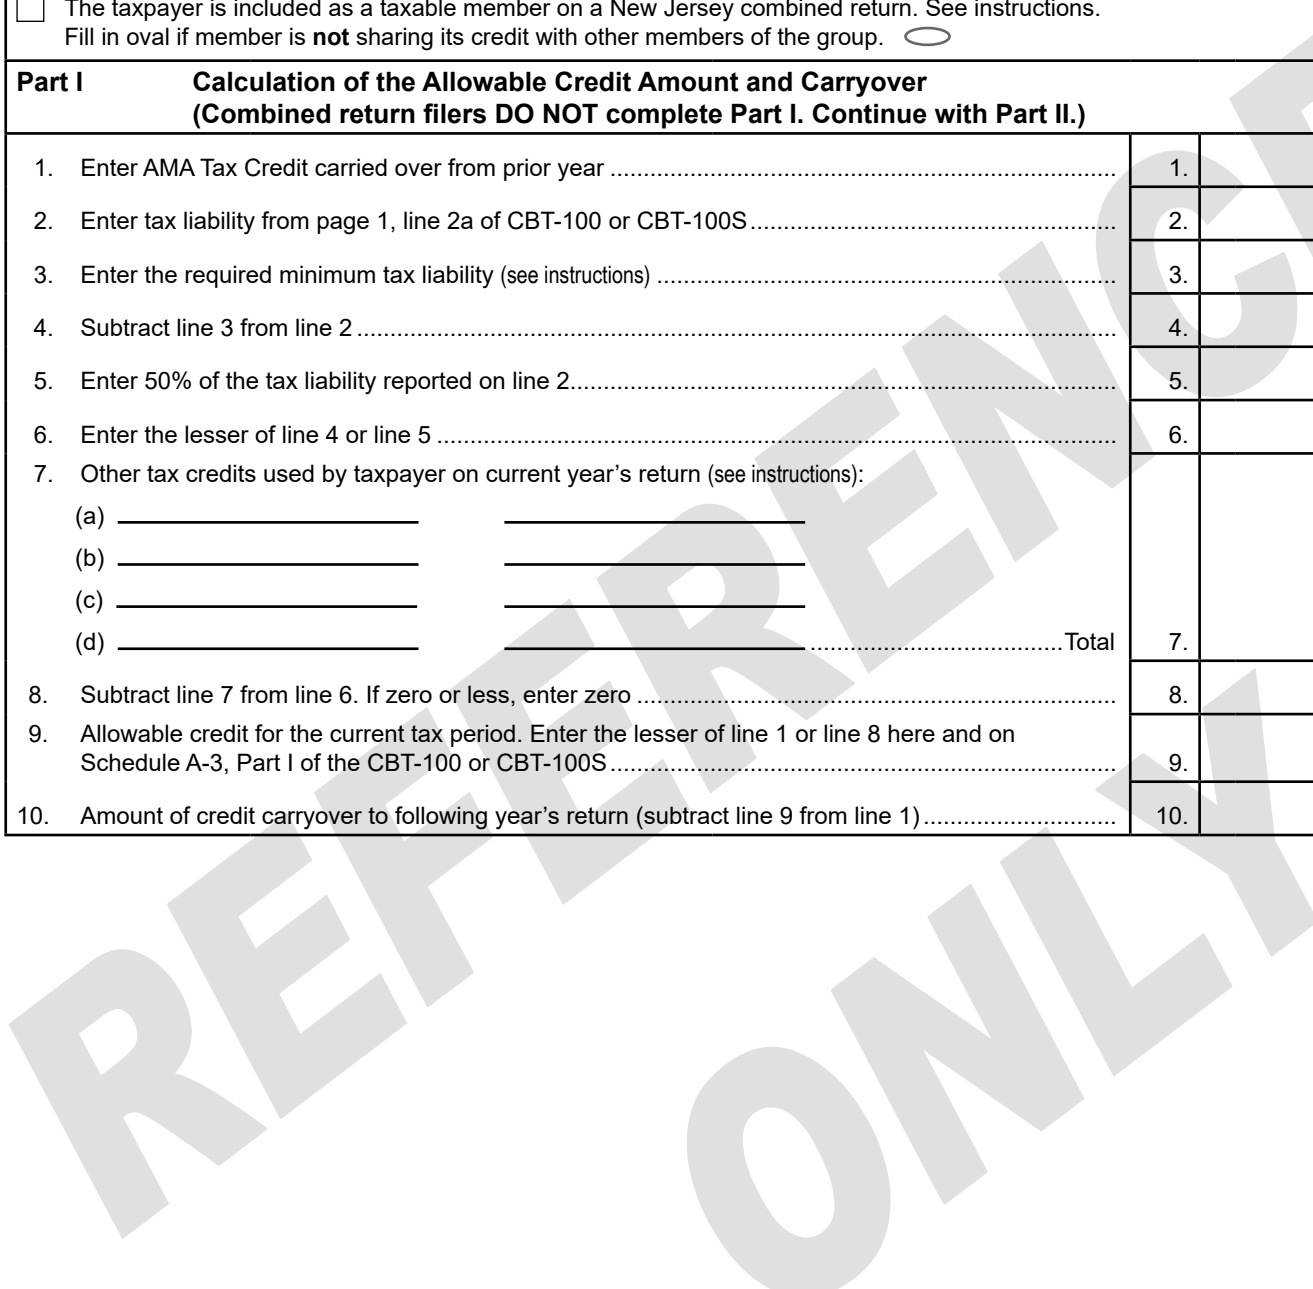 The taxpayer is included as a taxable member on a New Jersey combined return. See instructions.
Fill in oval if member is not sharing its credit with other members of the group.
Part I Calculation of the Allowable Credit Amount and Carryover
(Combined return filers DO NOT complete Part I. Continue with Part II.)
1. Enter AMA Tax Credit carried over from prior year ........ 1.
2. Enter tax liability from page 1, line 2a of CBT-100 or CBT-100S ........ 2.
3. Enter the required minimum tax liability (see instructions) ........ 3.
4. Subtract line 3 from line 2 ........ 4.
5. Enter 50% of the tax liability reported on line 2 ........ 5.
6. Enter the lesser of line 4 or line 5 ........ 6.
7. Other tax credits used by taxpayer on current year’s return (see instructions):
(a)
(b)
(c)
(d) ........ Total 7.
8. Subtract line 7 from line 6. If zero or less, enter zero ........ 8.
9. Allowable credit for the current tax period. Enter the lesser of line 1 or line 8 here and on
Schedule A-3, Part I of the CBT-100 or CBT-100S ........ 9.
10. Amount of credit carryover to following year’s return (subtract line 9 from line 1) ........ 10.
REFERENCE
ONLY